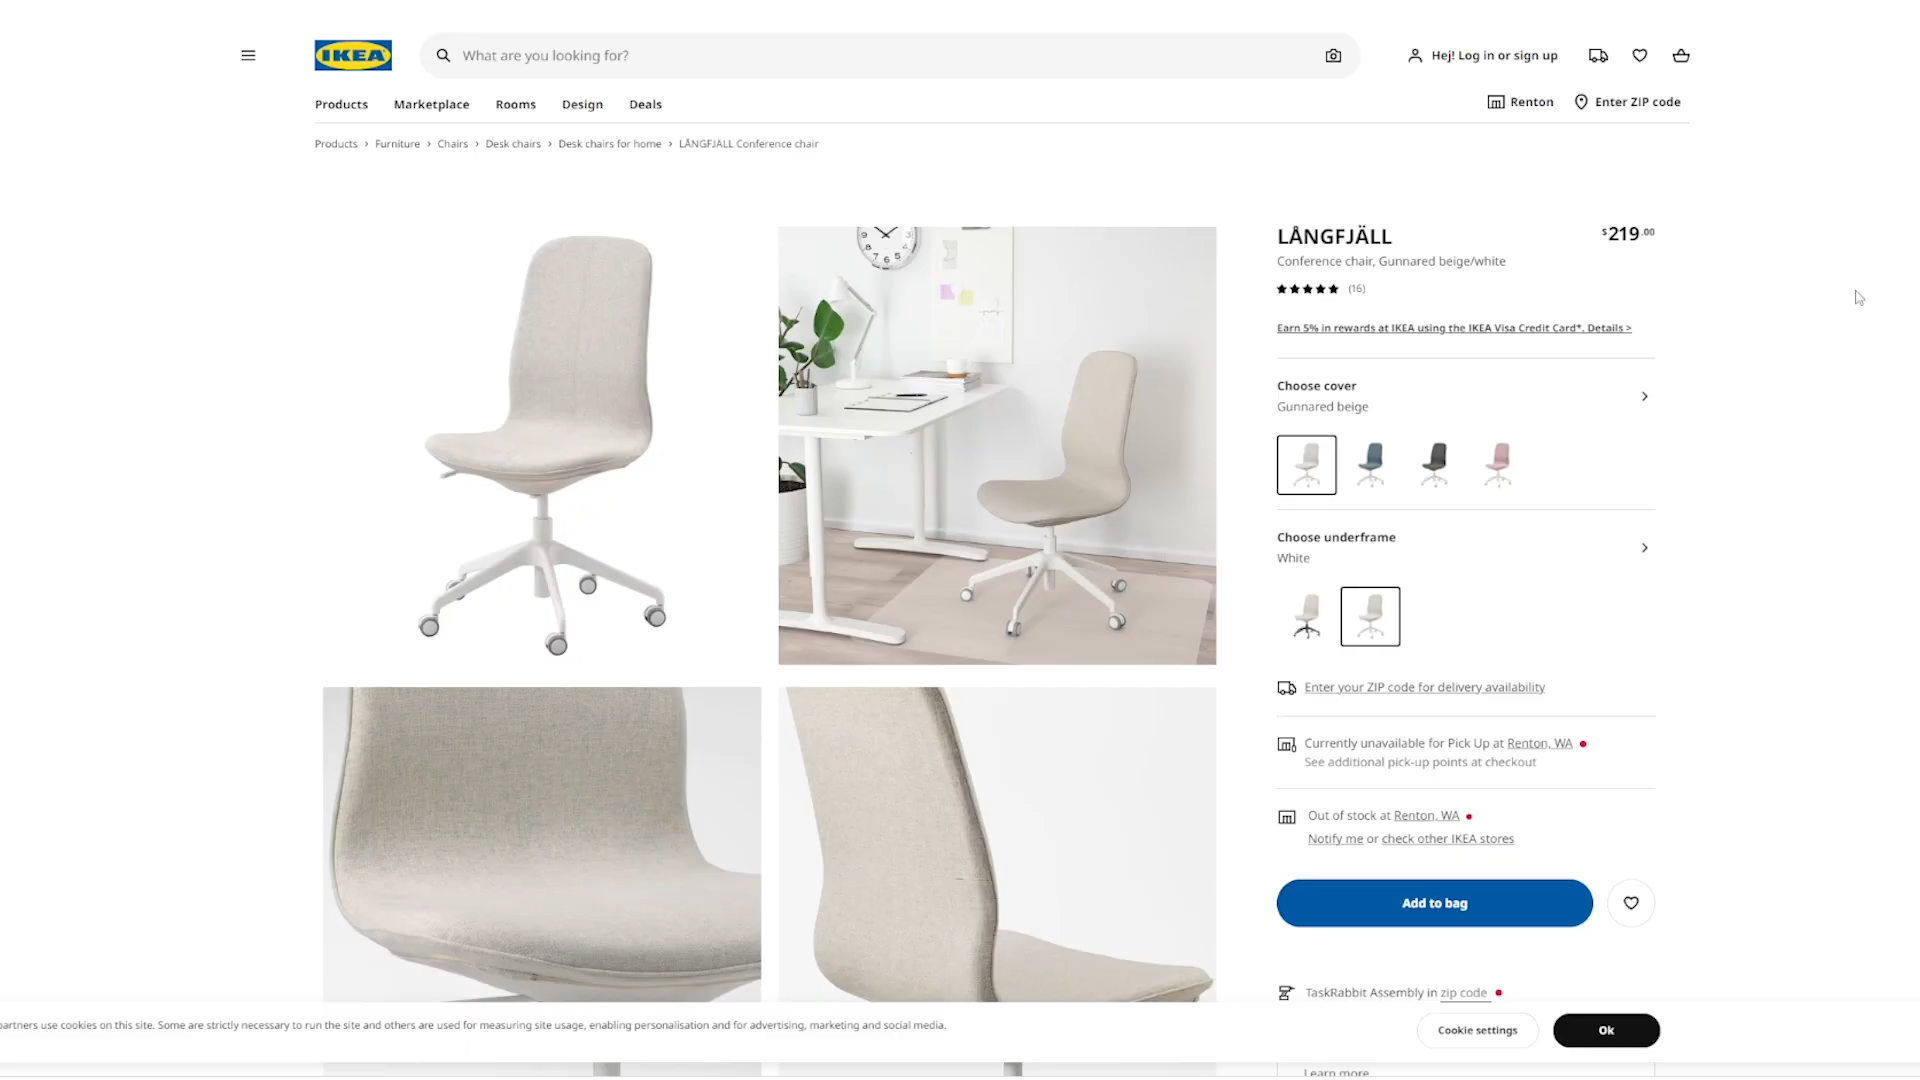 IKEA
What are you looking for?
Hej! Log in or sign up
Products
Marketplace
Rooms
Design
Deals
Renton
Enter ZIP code
Products › Furniture › Chairs › Desk chairs › Desk chairs for home › LÅNGFJÄLL Conference chair
LÅNGFJÄLL
$219.00
Conference chair, Gunnared beige/white
(16)
Earn 5% in rewards at IKEA using the IKEA Visa Credit Card*. Details >
Choose cover
Gunnared beige
Choose underframe
White
Enter your ZIP code for delivery availability
Currently unavailable for Pick Up at Renton, WA
See additional pick-up points at checkout
Out of stock at Renton, WA
Notify me or check other IKEA stores
Add to bag
TaskRabbit Assembly in zip code
partners use cookies on this site. Some are strictly necessary to run the site and others are used for measuring site usage, enabling personalisation and for advertising, marketing and social media.
Cookie settings
Ok
Learn more